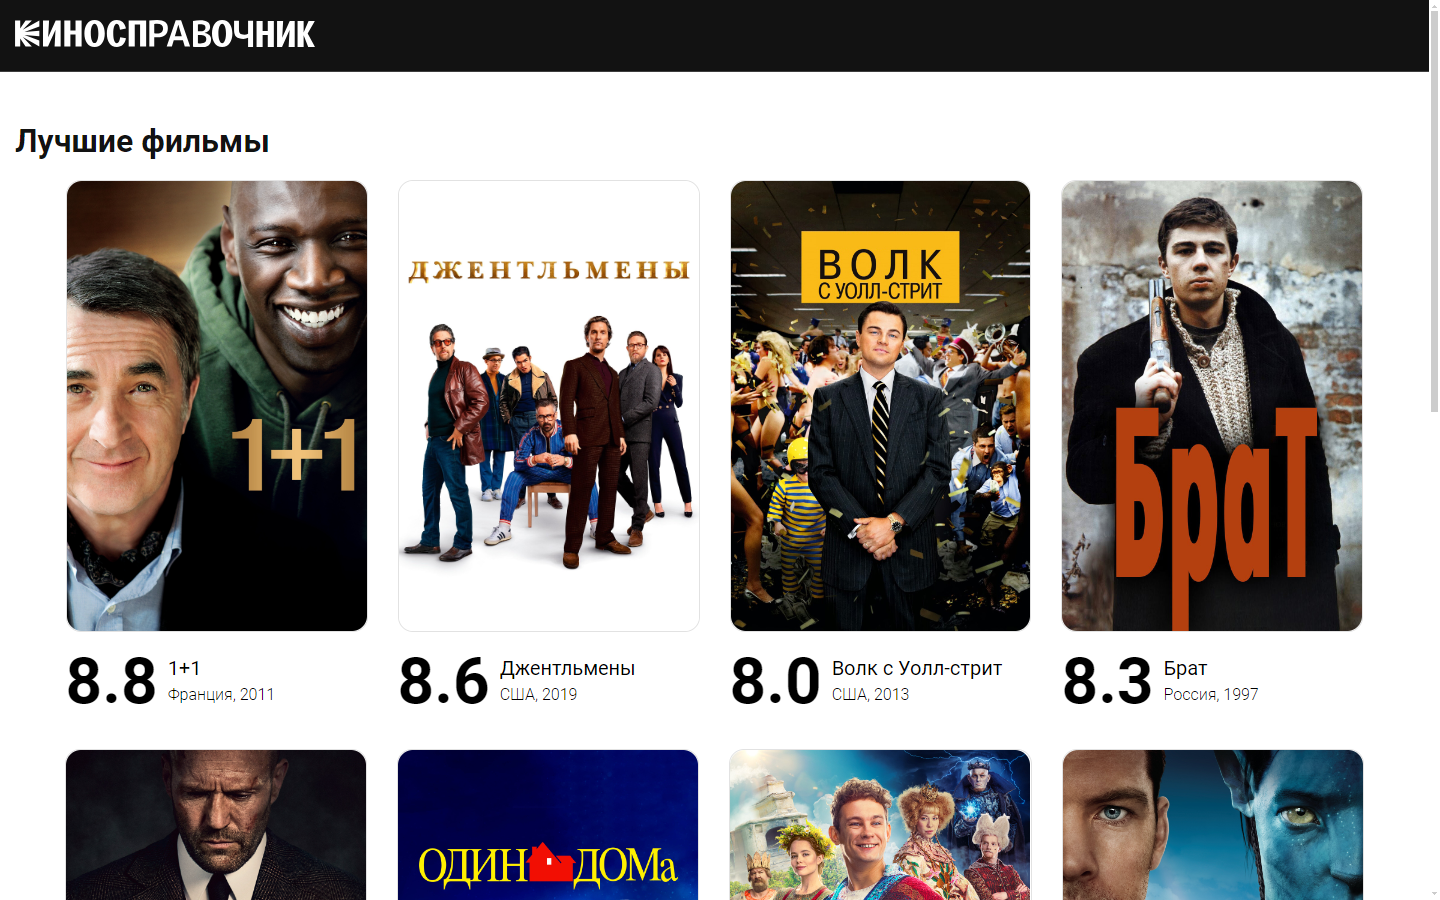 КИНОСПРАВОЧНИК
Лучшие фильмы
1+1
ДЖЕНТЛЬМЕНЫ
ВОЛК
С УОЛЛ-СТРИТ
БраТ
8.8
1+1
Франция, 2011
8.6
Джентльмены
США, 2019
8.0
Волк с Уолл-стрит
США, 2013
8.3
Брат
Россия, 1997
ОДИН ДОМа